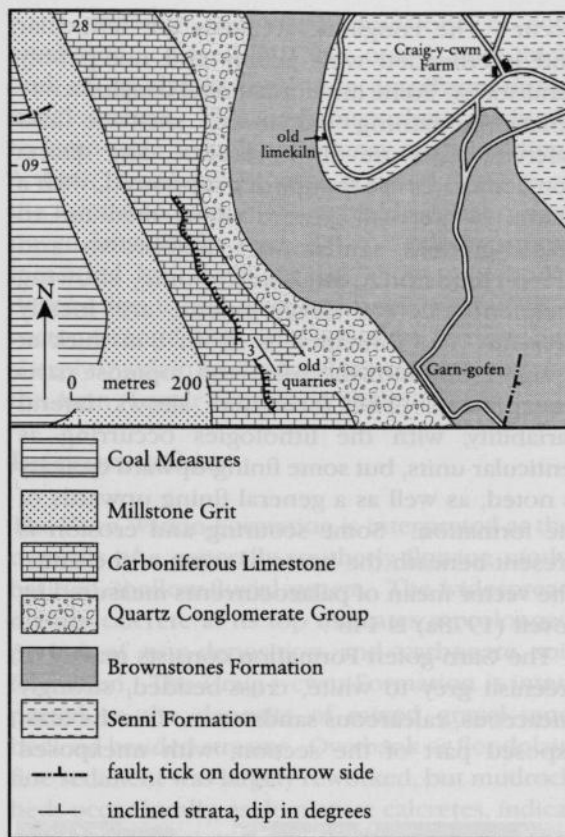 28
Craig-y-cwm
Farm
old
limekiln
09
N
3
old
quarries
0 metres 200
Garn-gofen
Coal Measures
Millstone Grit
Carboniferous Limestone
Quartz Conglomerate Group
Brownstones Formation
Senni Formation
fault, tick on downthrow side
inclined strata, dip in degrees